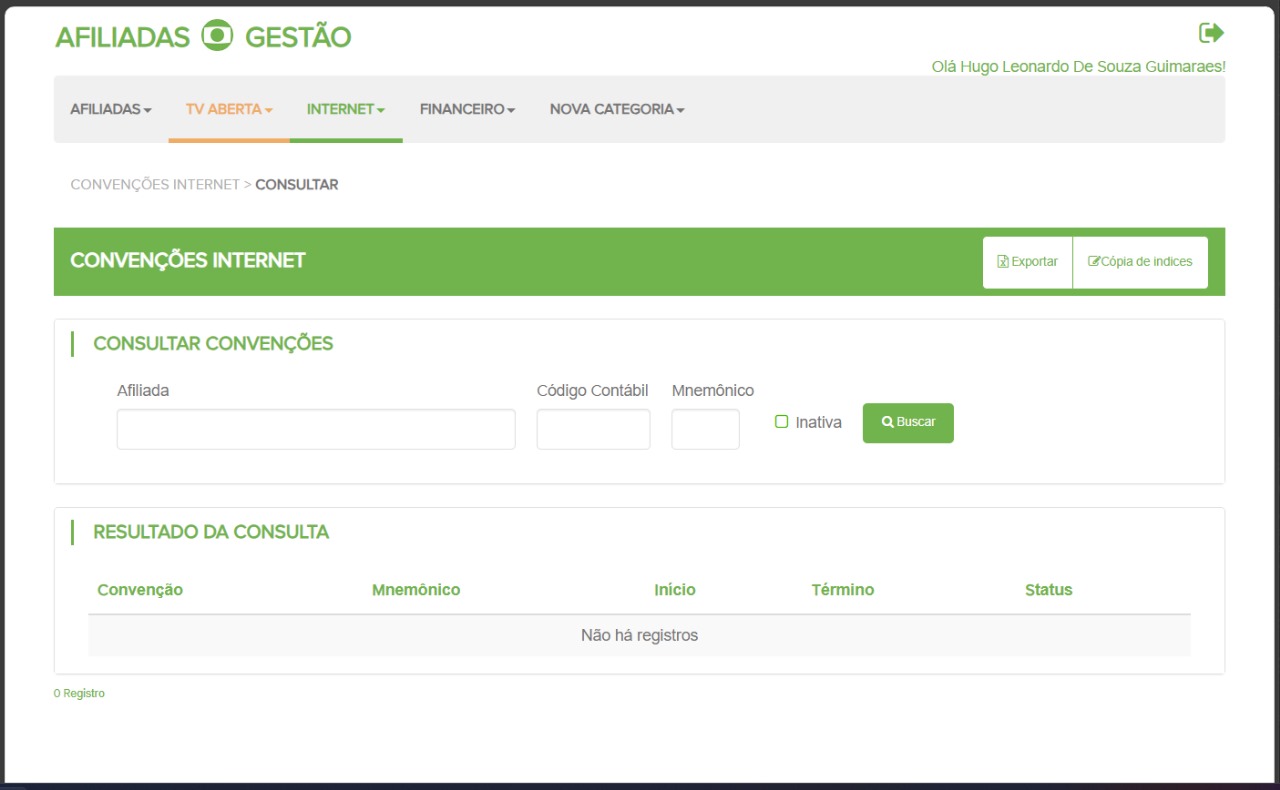 AFILIADAS GESTÃO
Olá Hugo Leonardo De Souza Guimaraes!
AFILIADAS TV ABERTA INTERNET FINANCEIRO NOVA CATEGORIA
CONVENÇÕES INTERNET > CONSULTAR
CONVENÇÕES INTERNET Exportar Cópia de indices
CONSULTAR CONVENÇÕES
Afiliada Código Contábil Mnemônico
Inativa Buscar
RESULTADO DA CONSULTA
Convenção Mnemônico Início Término Status
Não há registros
0 Registro